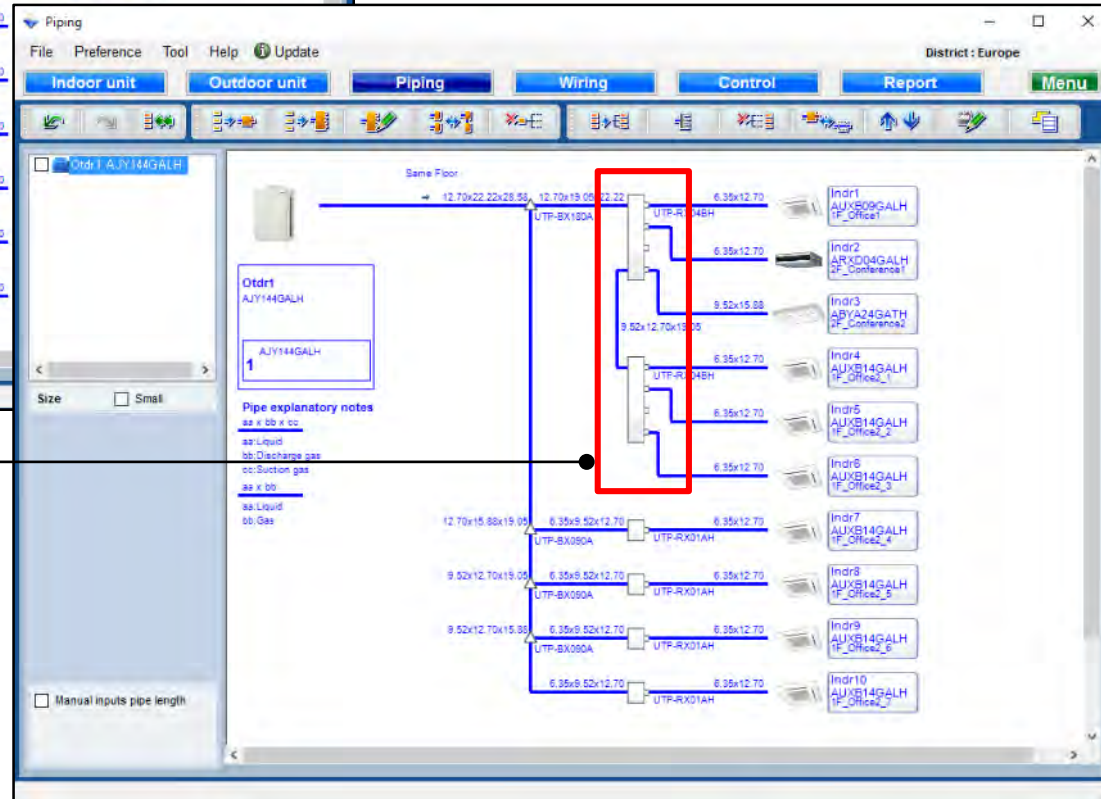 Piping
File Preference Tool Help Update
District : Europe
Indoor unit Outdoor unit Piping Wiring Control Report Menu
Otdr1 AJY144GALH
Size Small
Manual inputs pipe length
Same Floor
12.70x22.22x28.58 12.70x19.05x22.22
UTP-BX180A
Otdr1
AJY144GALH
AJY144GALH
1
Pipe explanatory notes
aa x bb x cc
aa:Liquid
bb:Discharge gas
cc:Suction gas
aa x bb
aa:Liquid
bb:Gas
UTP-RX04BH
6.35x12.70
Indr1
AUXB09GALH
1F_Office1
6.35x12.70
Indr2
ARXD04GALH
2F_Conference1
9.52x15.88
Indr3
ABYA24GATH
2F_Conference2
9.52x12.70x19.05
UTP-RX04BH
6.35x12.70
Indr4
AUXB14GALH
1F_Office2_1
6.35x12.70
Indr5
AUXB14GALH
1F_Office2_2
6.35x12.70
Indr6
AUXB14GALH
1F_Office2_3
12.70x15.88x19.05 6.35x9.52x12.70
UTP-BX090A
UTP-RX01AH
6.35x12.70
Indr7
AUXB14GALH
1F_Office2_4
9.52x12.70x19.05 6.35x9.52x12.70
UTP-BX090A
UTP-RX01AH
6.35x12.70
Indr8
AUXB14GALH
1F_Office2_5
9.52x12.70x15.88 6.35x9.52x12.70
UTP-BX090A
UTP-RX01AH
6.35x12.70
Indr9
AUXB14GALH
1F_Office2_6
6.35x9.52x12.70
UTP-RX01AH
6.35x12.70
Indr10
AUXB14GALH
1F_Office2_7